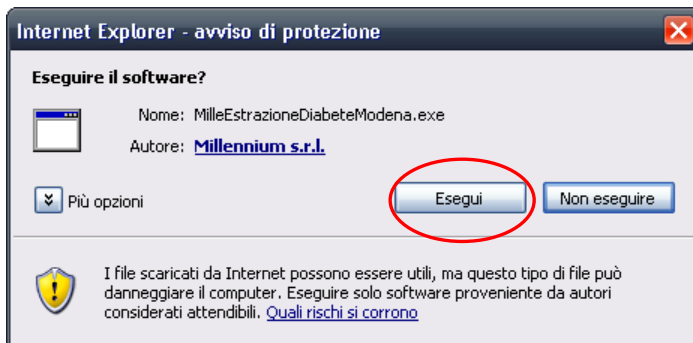 Internet Explorer - avviso di protezione
Eseguire il software?
Nome: MilleEstrazioneDiabeteModena.exe
Autore: Millennium s.r.l.
Più opzioni
Esegui
Non eseguire
I file scaricati da Internet possono essere utili, ma questo tipo di file può
danneggiare il computer. Eseguire solo software proveniente da autori
considerati attendibili. Quali rischi si corrono